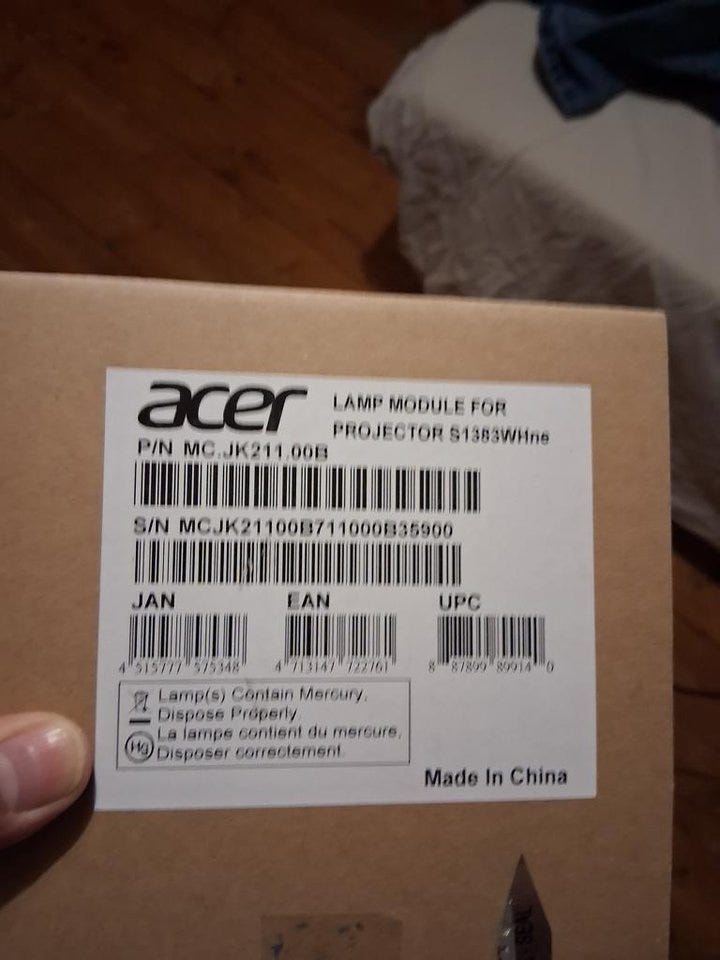 acer
LAMP MODULE FOR
PROJECTOR S1383WHne
P/N MC.JK211.00B
S/N MCJK21100B711000B35900
JAN EAN UPC
4 515777 575348 4 713147 722761 8 87899 89914 0
Lamp(s) Contain Mercury,
Dispose Properly
La lampe contient du mercure,
Hg Disposer correctement.
Made In China
SEAL